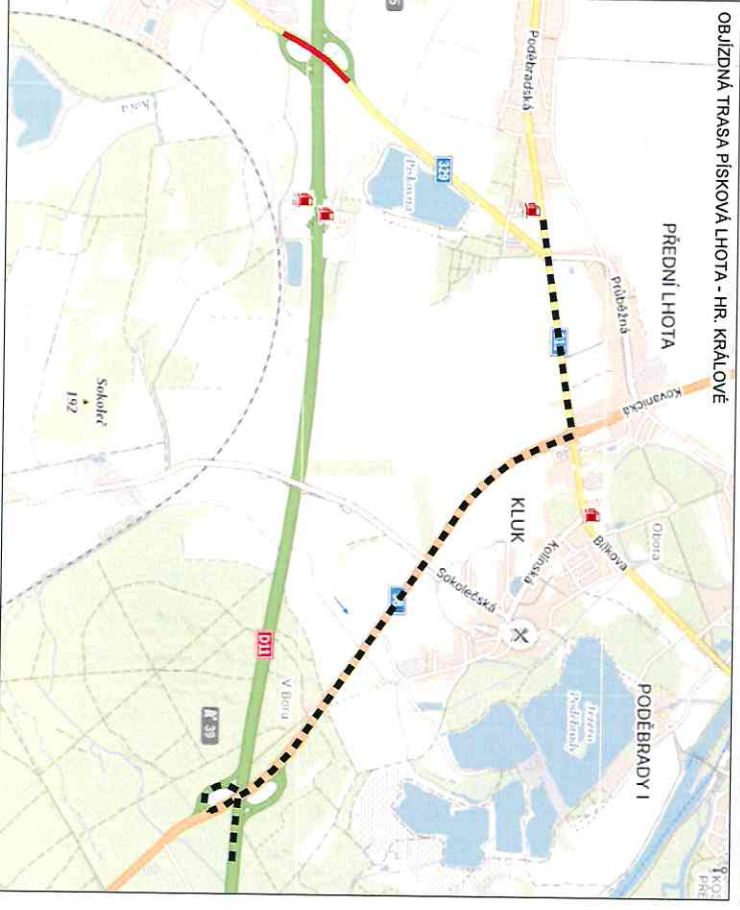 OBJÍZDNÁ TRASA PÍSKOVÁ LHOTA - HR. KRÁLOVÉ
Poděbradská
PŘEDNÍ LHOTA
Průběžná
Kovanická
329
Pískovna
KLUK
Obora
Bílkova
Kolínská
Sokolečská
Jezero
Poděbrady
PODĚBRADY I
Sokoleč
192
D11
V Boru